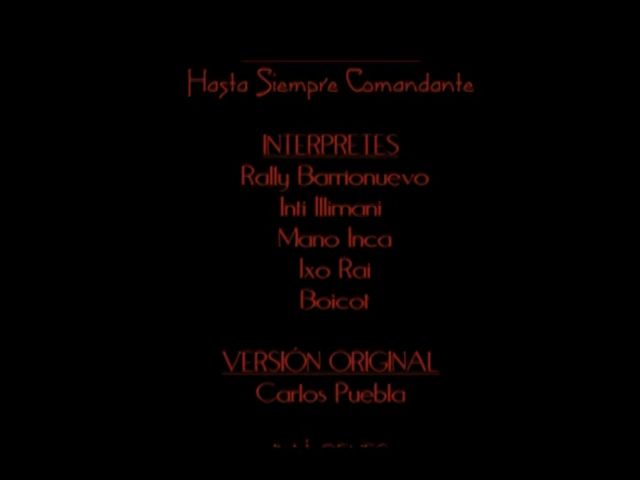 Hasta Siempre Comandante
INTERPRETES
Rally Barrionuevo
Inti Illimani
Mano Inca
Ixo Rai
Boicot
VERSIÓN ORIGINAL
Carlos Puebla